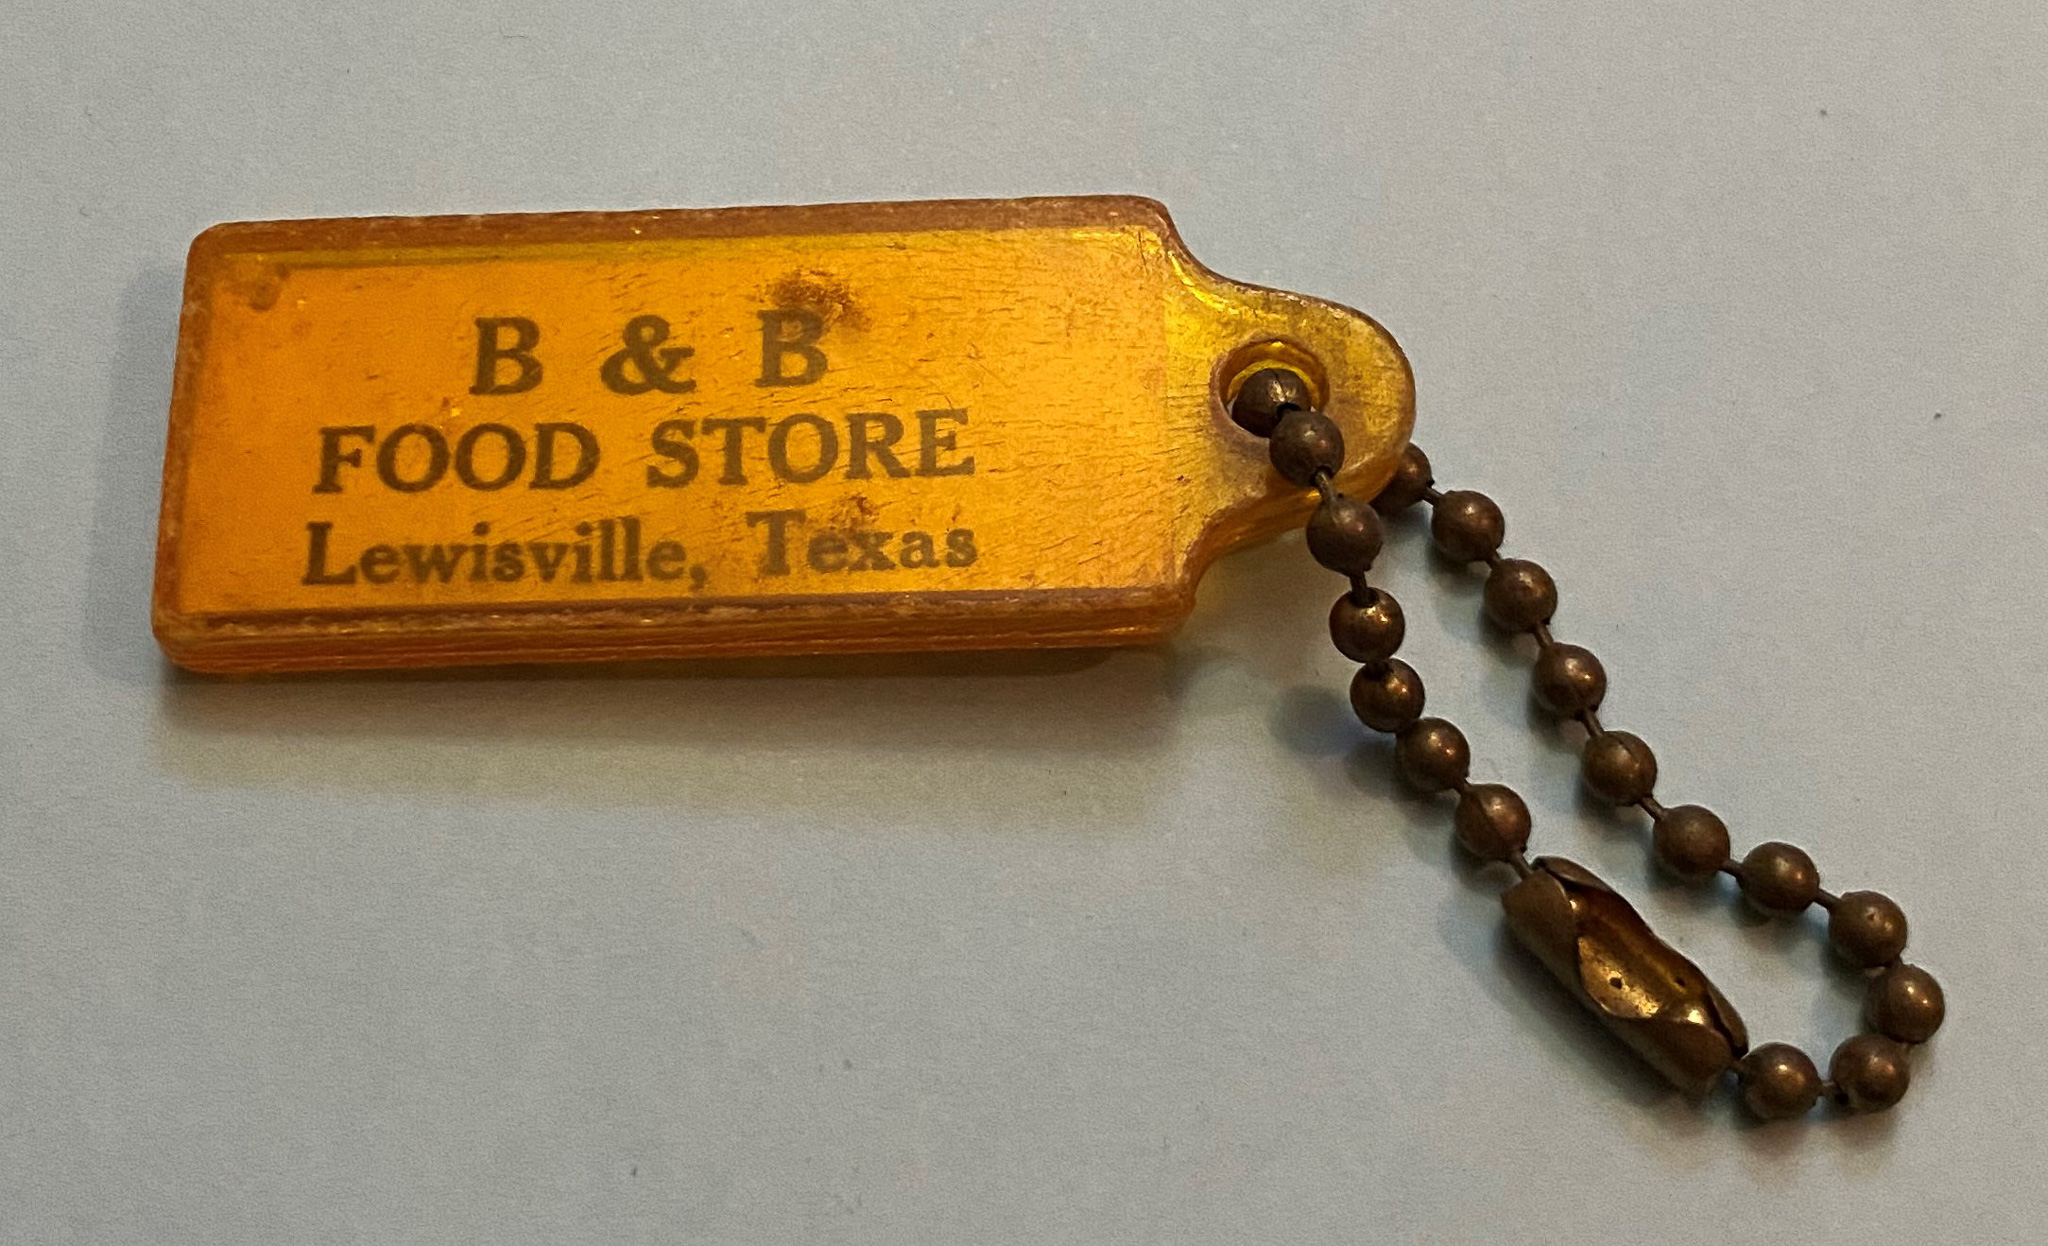 B & B
FOOD STORE
Lewisville, Texas